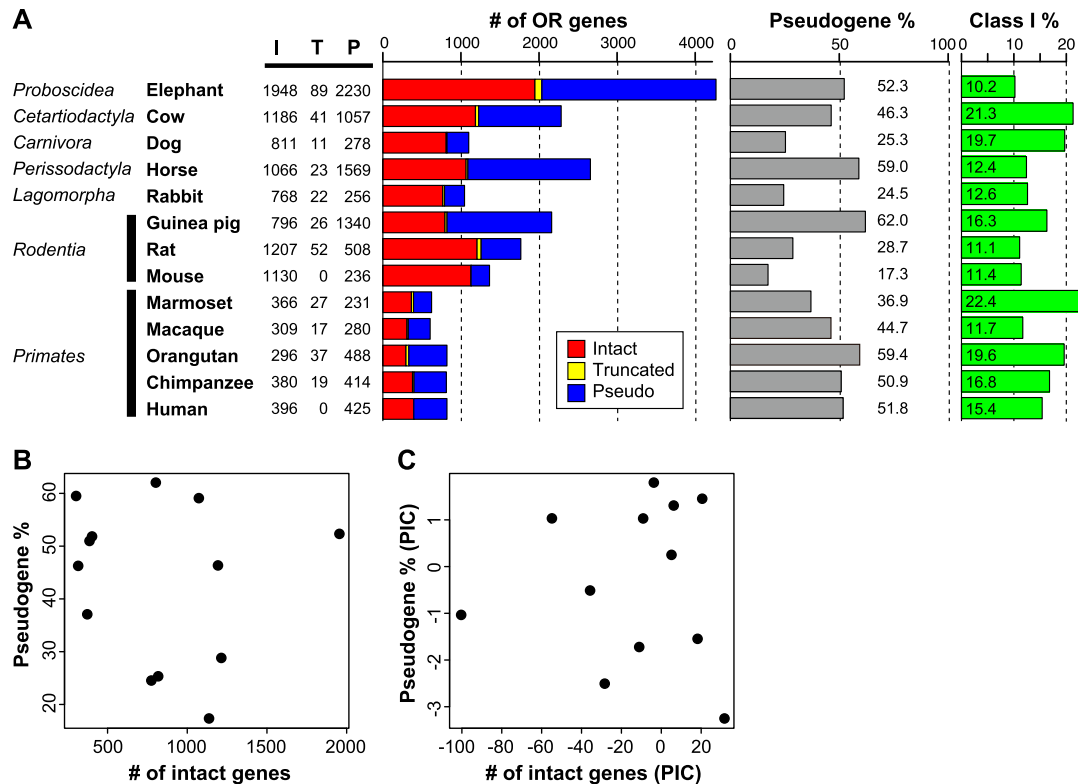 A
# of OR genes
Pseudogene %
Class I %
I T P
0 1000 2000 3000 4000
0 50 100
0 10 20
Proboscidea Elephant 1948 89 2230 52.3 10.2
Cetartiodactyla Cow 1186 41 1057 46.3 21.3
Carnivora Dog 811 11 278 25.3 19.7
Perissodactyla Horse 1066 23 1569 59.0 12.4
Lagomorpha Rabbit 768 22 256 24.5 12.6
Guinea pig 796 26 1340 62.0 16.3
Rodentia Rat 1207 52 508 28.7 11.1
Mouse 1130 0 236 17.3 11.4
Marmoset 366 27 231 36.9 22.4
Macaque 309 17 280 44.7 11.7
Primates Orangutan 296 37 488 59.4 19.6
Chimpanzee 380 19 414 50.9 16.8
Human 396 0 425 51.8 15.4
Intact
Truncated
Pseudo
B
Pseudogene %
60
50
40
30
20
500 1000 1500 2000
# of intact genes
C
Pseudogene % (PIC)
1
0
-1
-2
-3
-100 -80 -60 -40 -20 0 20
# of intact genes (PIC)